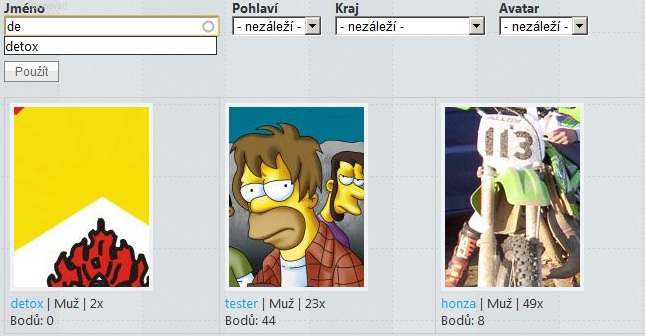 Jméno Pohlaví Kraj Avatar
de - nezáleží - - nezáleží - - nezáleží -
detox
Použít
ALLOY
113
detox | Muž | 2x tester | Muž | 23x honza | Muž | 49x
Bodů: 0 Bodů: 44 Bodů: 8